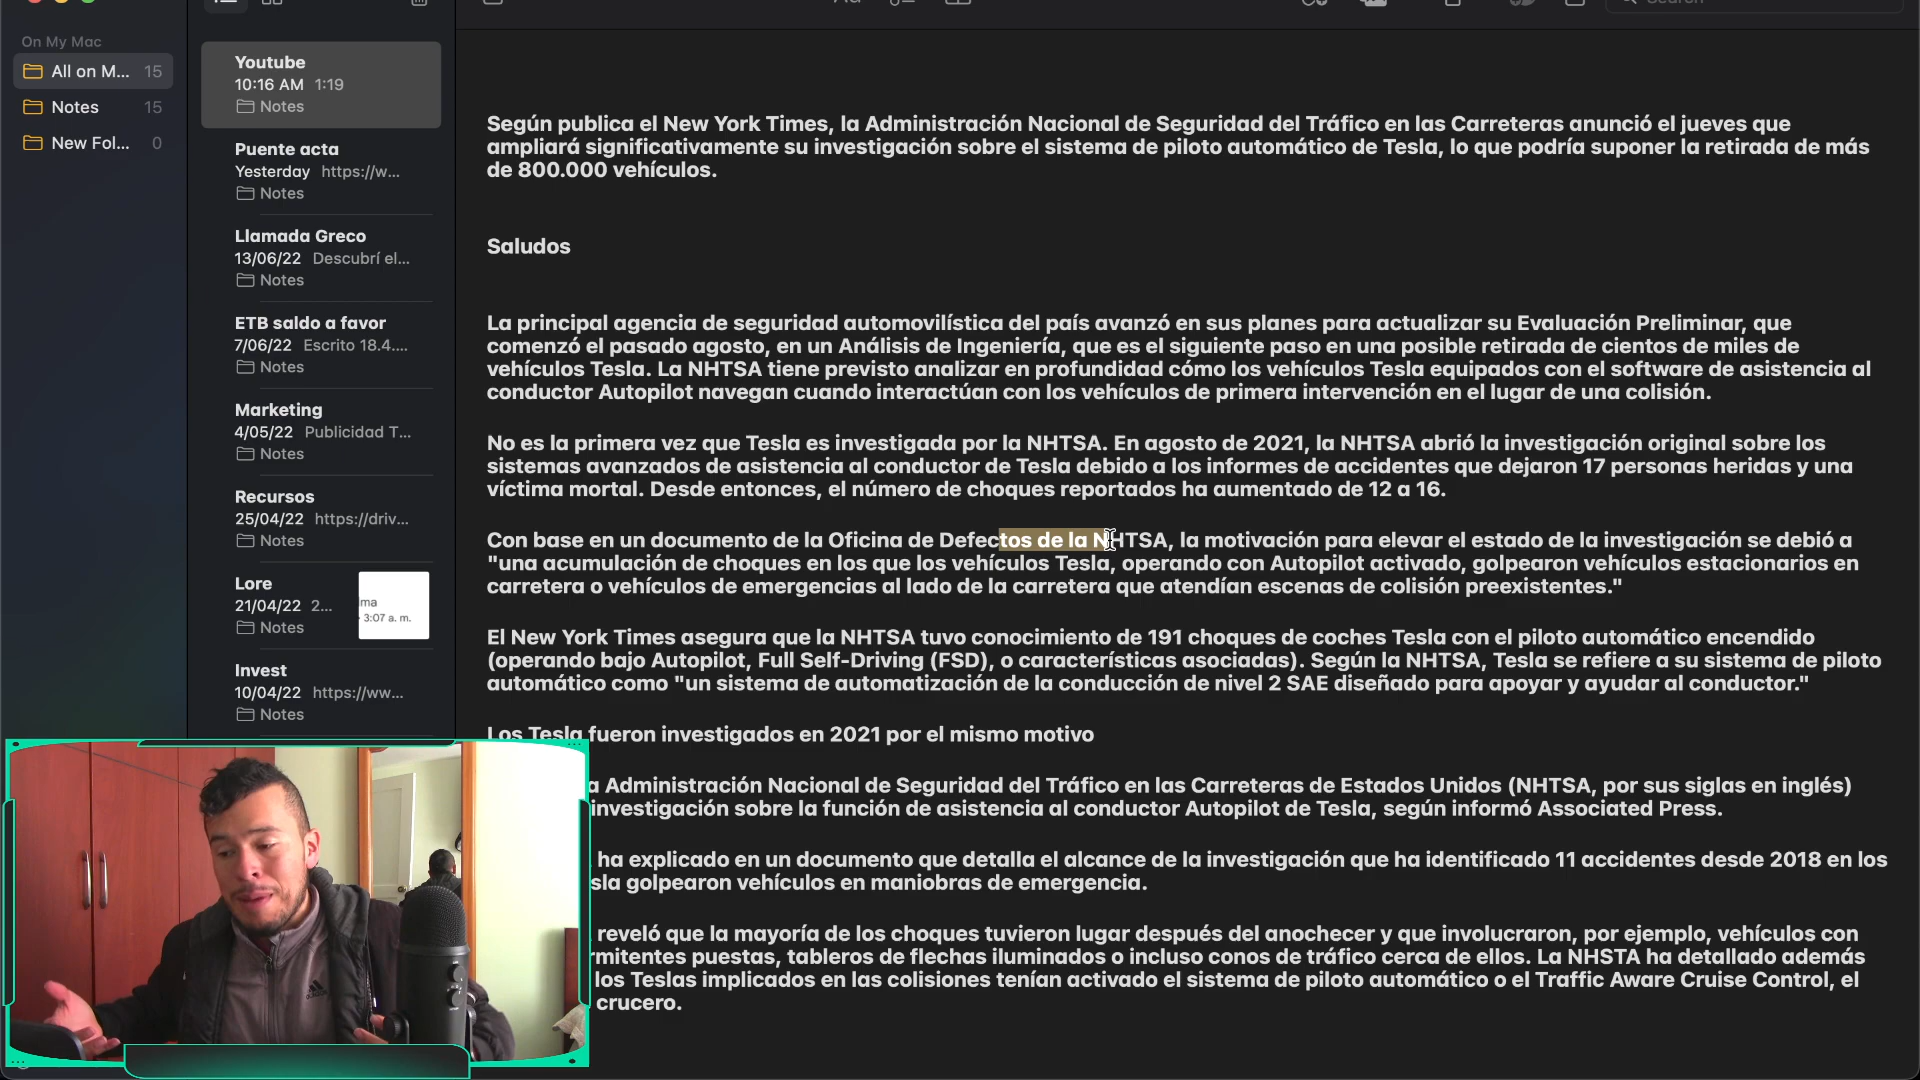 On My Mac
All on M... 15
Notes 15
New Fol... 0
Youtube
10:16 AM 1:19
Notes
Puente acta
Yesterday https://w...
Notes
Llamada Greco
13/06/22 Descubrí el...
Notes
ETB saldo a favor
7/06/22 Escrito 18.4....
Notes
Marketing
4/05/22 Publicidad T...
Notes
Recursos
25/04/22 https://driv...
Notes
Lore
21/04/22 2...
Notes
3:07 a. m.
Invest
10/04/22 https://ww...
Notes
Search
Según publica el New York Times, la Administración Nacional de Seguridad del Tráfico en las Carreteras anunció el jueves que
ampliará significativamente su investigación sobre el sistema de piloto automático de Tesla, lo que podría suponer la retirada de más
de 800.000 vehículos.
Saludos
La principal agencia de seguridad automovilística del país avanzó en sus planes para actualizar su Evaluación Preliminar, que
comenzó el pasado agosto, en un Análisis de Ingeniería, que es el siguiente paso en una posible retirada de cientos de miles de
vehículos Tesla. La NHTSA tiene previsto analizar en profundidad cómo los vehículos Tesla equipados con el software de asistencia al
conductor Autopilot navegan cuando interactúan con los vehículos de primera intervención en el lugar de una colisión.
No es la primera vez que Tesla es investigada por la NHTSA. En agosto de 2021, la NHTSA abrió la investigación original sobre los
sistemas avanzados de asistencia al conductor de Tesla debido a los informes de accidentes que dejaron 17 personas heridas y una
víctima mortal. Desde entonces, el número de choques reportados ha aumentado de 12 a 16.
Con base en un documento de la Oficina de Defectos de la NHTSA, la motivación para elevar el estado de la investigación se debió a
"una acumulación de choques en los que los vehículos Tesla, operando con Autopilot activado, golpearon vehículos estacionarios en
carretera o vehículos de emergencias al lado de la carretera que atendían escenas de colisión preexistentes."
El New York Times asegura que la NHTSA tuvo conocimiento de 191 choques de coches Tesla con el piloto automático encendido
(operando bajo Autopilot, Full Self-Driving (FSD), o características asociadas). Según la NHTSA, Tesla se refiere a su sistema de piloto
automático como "un sistema de automatización de la conducción de nivel 2 SAE diseñado para apoyar y ayudar al conductor."
Los Tesla fueron investigados en 2021 por el mismo motivo
a Administración Nacional de Seguridad del Tráfico en las Carreteras de Estados Unidos (NHTSA, por sus siglas en inglés)
investigación sobre la función de asistencia al conductor Autopilot de Tesla, según informó Associated Press.
ha explicado en un documento que detalla el alcance de la investigación que ha identificado 11 accidentes desde 2018 en los
sla golpearon vehículos en maniobras de emergencia.
reveló que la mayoría de los choques tuvieron lugar después del anochecer y que involucraron, por ejemplo, vehículos con
rmitentes puestas, tableros de flechas iluminados o incluso conos de tráfico cerca de ellos. La NHSTA ha detallado además
los Teslas implicados en las colisiones tenían activado el sistema de piloto automático o el Traffic Aware Cruise Control, el
crucero.
adidas